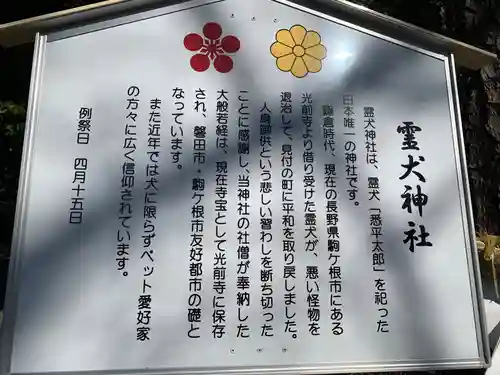 霊犬神社
霊犬神社は、霊犬「悉平太郎」を祀った
日本唯一の神社です。
鎌倉時代、現在の長野県駒ケ根市にある
光前寺より借り受けた霊犬が、悪い怪物を
退治して、見付の町に平和を取り戻しました。
人身御供という悲しい習わしを断ち切った
ことに感謝し、当神社の社僧が奉納した
大般若経は、現在寺宝として光前寺に保存
され、磐田市・駒ケ根市友好都市の礎と
なっています。
また近年では犬に限らずペット愛好家
の方々に広く信仰されています。
例祭日 四月十五日